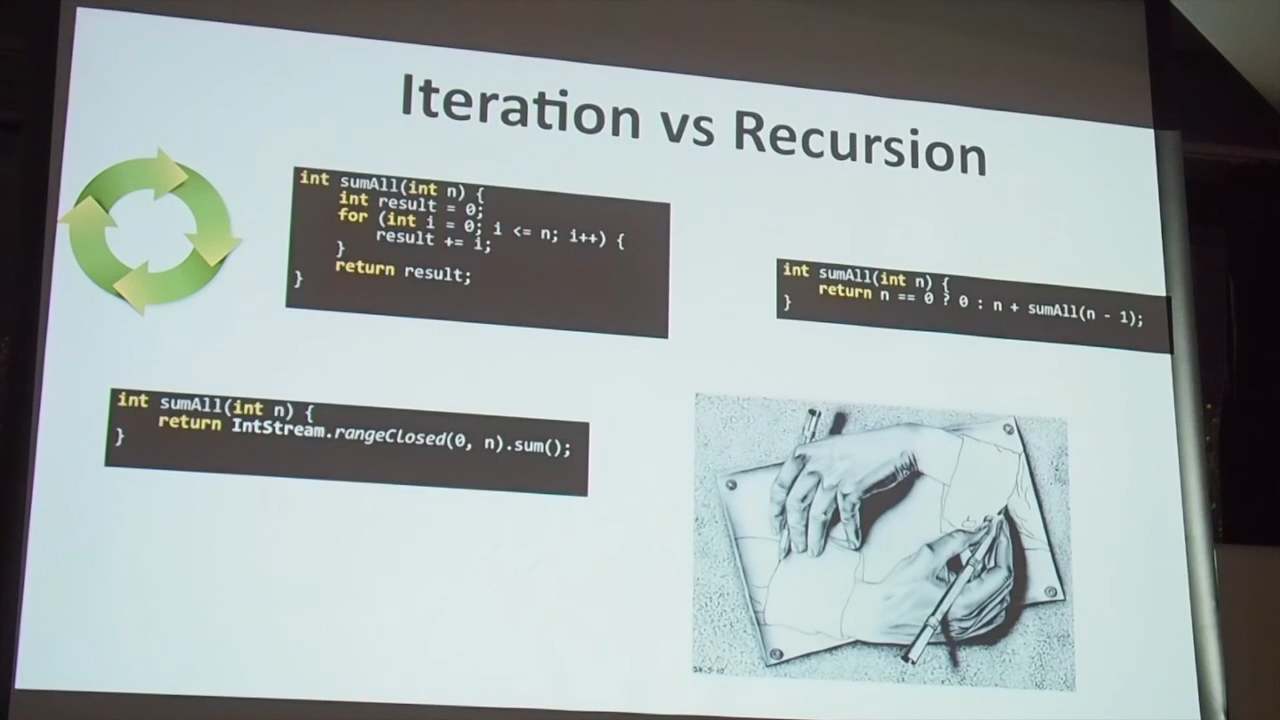 Iteration vs Recursion
int sumAll(int n) {
    int result = 0;
    for (int i = 0; i <= n; i++) {
        result += i;
    }
    return result;
}
int sumAll(int n) {
    return n == 0 ? 0 : n + sumAll(n - 1);
}
int sumAll(int n) {
    return IntStream.rangeClosed(0, n).sum();
}